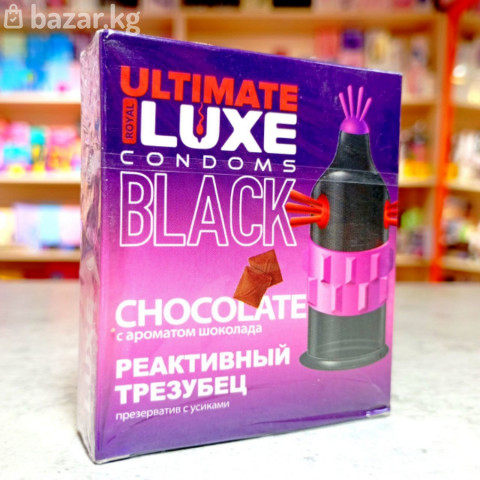 bazar.kg
ULTIMATE
ROYAL
LUXE
CONDOMS
BLACK
CHOCOLATE
с ароматом шоколада
РЕАКТИВНЫЙ
ТРЕЗУБЕЦ
презерватив с усиками